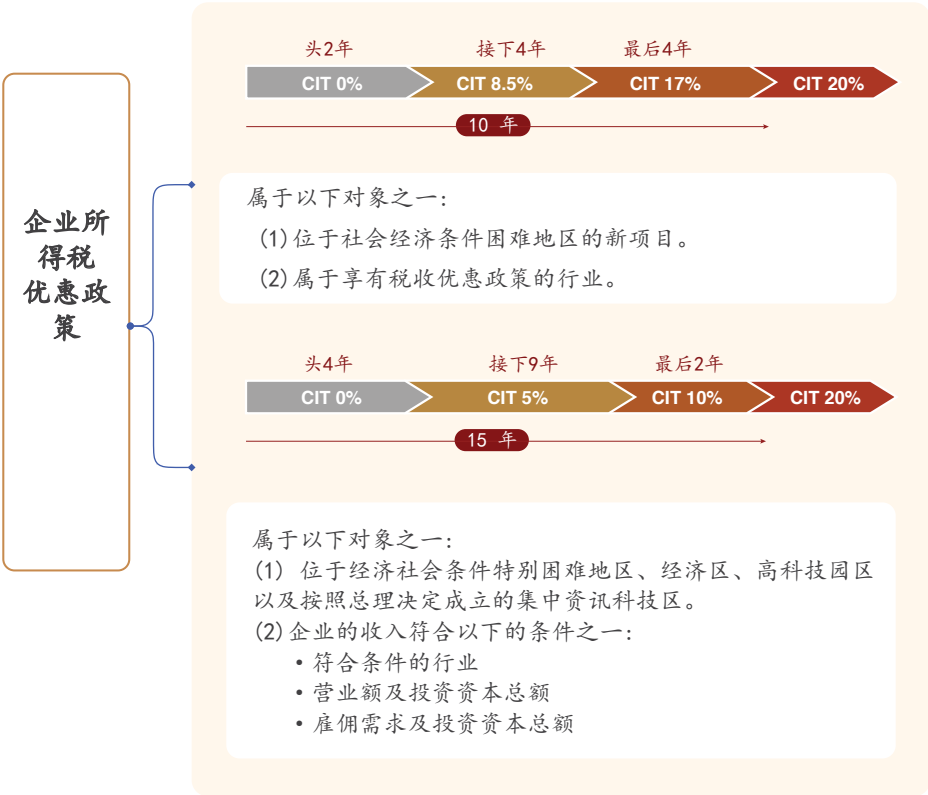 企业所
得税
优惠政
策
头2年 接下4年 最后4年
CIT 0% CIT 8.5% CIT 17% CIT 20%
10 年
属于以下对象之一:
(1)位于社会经济条件困难地区的新项目。
(2)属于享有税收优惠政策的行业。
头4年 接下9年 最后2年
CIT 0% CIT 5% CIT 10% CIT 20%
15 年
属于以下对象之一:
(1) 位于经济社会条件特别困难地区、经济区、高科技园区
以及按照总理决定成立的集中资讯科技区。
(2)企业的收入符合以下的条件之一:
• 符合条件的行业
• 营业额及投资资本总额
• 雇佣需求及投资资本总额